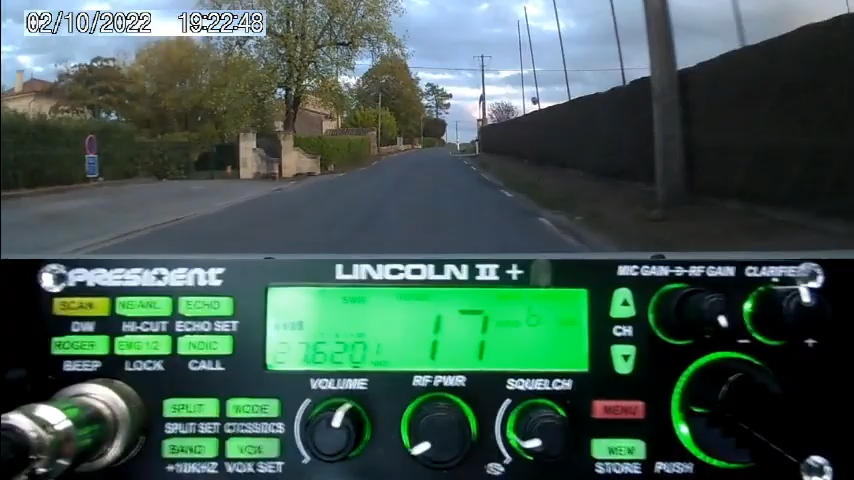 02/10/2022 19:22:48
PRESIDENT LINCOLN II + MIC GAIN RF GAIN CLARIFIER
SCAN NB/ANL ECHO
DW HI-CUT ECHO SET
ROGER EMG 1/2 NDIC
BEEP LOCK CALL
17
27.620
CH
VOLUME RF PWR SQUELCH
SPLIT MODE
SPLIT SET CTCSS/DCS
BAND VOX
+10KHZ VOX SET
MENU
MEM
STORE PUSH